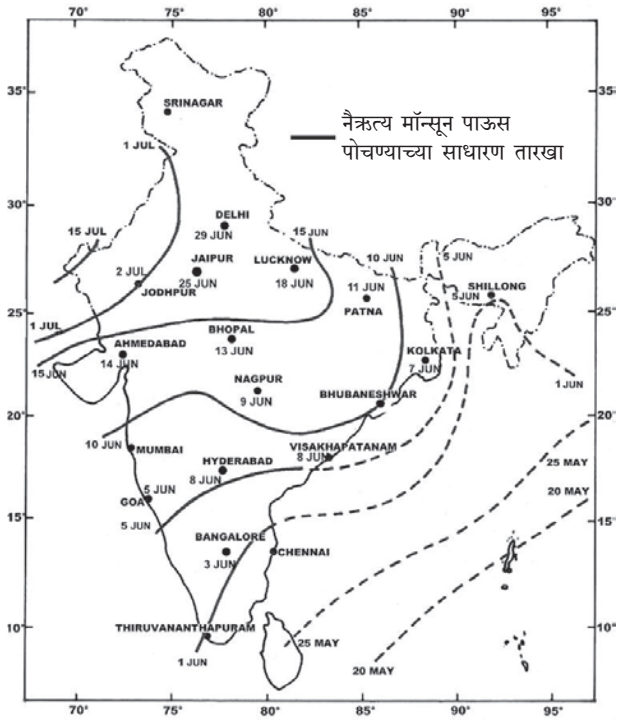 70° 75° 80° 85° 90° 95°
35°
SRINAGAR
नैऋत्य मॉन्सून पाऊस
पोचण्याच्या साधारण तारखा
1 JUL
30°
15 JUL
DELHI
29 JUN
15 JUN
10 JUN
5 JUN
2 JUL
JODHPUR
JAIPUR
25 JUN
LUCKNOW
18 JUN
11 JUN
PATNA
5 JUN
SHILLONG
25°
1 JUL
BHOPAL
13 JUN
AHMEDABAD
14 JUN
15 JUN
KOLKATA
7 JUN
1 JUN
NAGPUR
9 JUN
BHUBANESHWAR
20°
10 JUN
MUMBAI
HYDERABAD
8 JUN
VISAKHAPATANAM
8 JUN
25 MAY
20 MAY
5 JUN
GOA
5 JUN
15°
BANGALORE
3 JUN
CHENNAI
10°
THIRUVANANTHAPURAM
1 JUN
25 MAY
20 MAY
35°
30°
25°
20°
15°
10°
70° 75° 80° 85° 90° 95°